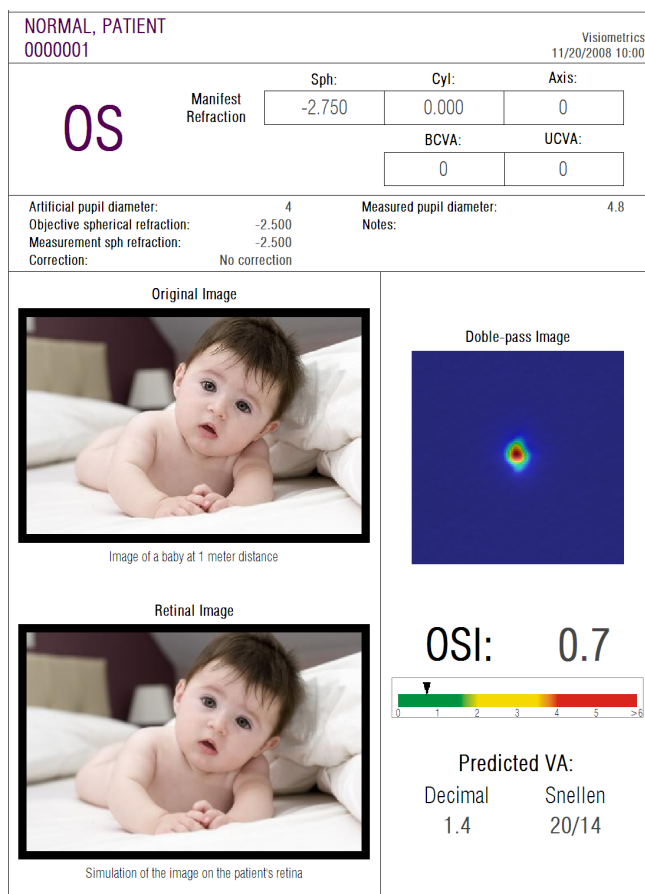 NORMAL, PATIENT
0000001
Visiometrics
11/20/2008 10:00
OS
Manifest
Refraction
Sph: Cyl: Axis:
-2.750 0.000 0
BCVA: UCVA:
0 0
Artificial pupil diameter: 4
Objective spherical refraction: -2.500
Measurement sph refraction: -2.500
Correction: No correction
Measured pupil diameter: 4.8
Notes:
Original Image
Image of a baby at 1 meter distance
Retinal Image
Simulation of the image on the patient's retina
Doble-pass Image
OSI: 0.7
0 1 2 3 4 5 >6
Predicted VA:
Decimal Snellen
1.4 20/14